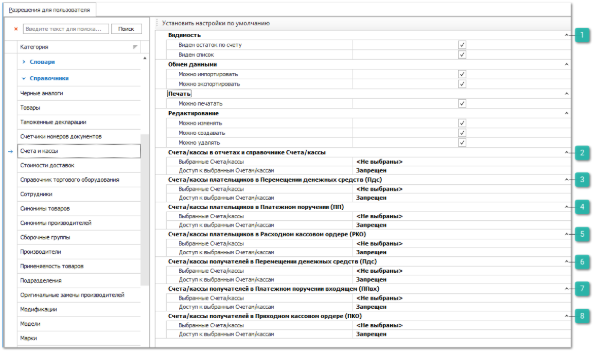 Разрешения для пользователя
Введите текст для поиска...
Поиск
Категория
Словари
Справочники
Черные аналоги
Товары
Таможенные декларации
Счетчики номеров документов
Счета и кассы
Стоимости доставок
Справочник торгового оборудования
Сотрудники
Синонимы товаров
Синонимы производителей
Сборочные группы
Производители
Применяемость товаров
Подразделения
Оригинальные замены производителей
Модификации
Модели
Марки
Установить настройки по умолчанию
Видимость
Виден остаток по счету
Виден список
Обмен данными
Можно импортировать
Можно экспортировать
Печать
Можно печатать
Редактирование
Можно изменять
Можно создавать
Можно удалять
Счета/кассы в отчетах и справочнике Счета/кассы
Выбранные Счета/кассы <Не выбраны>
Доступ к выбранным Счетам/кассам Запрещен
Счета/кассы плательщиков в Перемещении денежных средств (Пдс)
Выбранные Счета/кассы <Не выбраны>
Доступ к выбранным Счетам/кассам Запрещен
Счета/кассы плательщиков в Платежном поручении (ПП)
Выбранные Счета/кассы <Не выбраны>
Доступ к выбранным Счетам/кассам Запрещен
Счета/кассы плательщиков в Расходном кассовом ордере (РКО)
Выбранные Счета/кассы <Не выбраны>
Доступ к выбранным Счетам/кассам Запрещен
Счета/кассы получателей в Перемещении денежных средств (Пдс)
Выбранные Счета/кассы <Не выбраны>
Доступ к выбранным Счетам/кассам Запрещен
Счета/кассы получателей в Платежном поручении входящем (ППвх)
Выбранные Счета/кассы <Не выбраны>
Доступ к выбранным Счетам/кассам Запрещен
Счета/кассы получателей в Приходном кассовом ордере (ПКО)
Выбранные Счета/кассы <Не выбраны>
Доступ к выбранным Счетам/кассам Запрещен
1
2
3
4
5
6
7
8